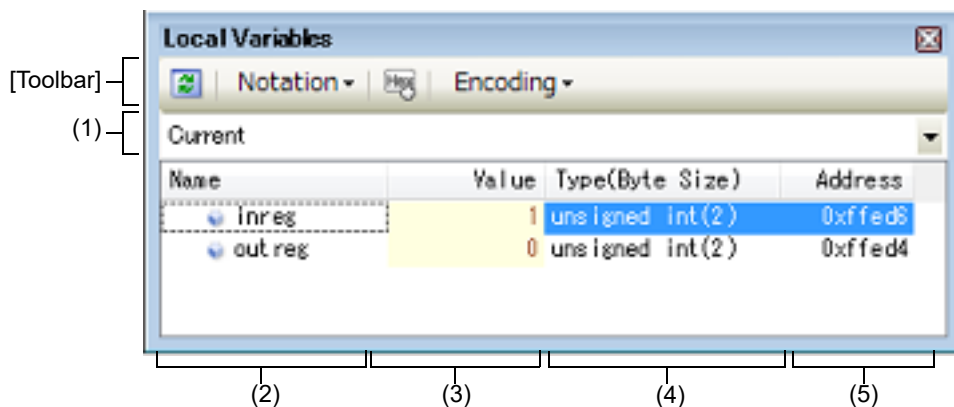 Local Variables
[Toolbar]
Notation Hex Encoding
(1)
Current
Name Value Type(Byte Size) Address
inreg 1 unsigned int(2) 0xffed6
outreg 0 unsigned int(2) 0xffed4
(2) (3) (4) (5)